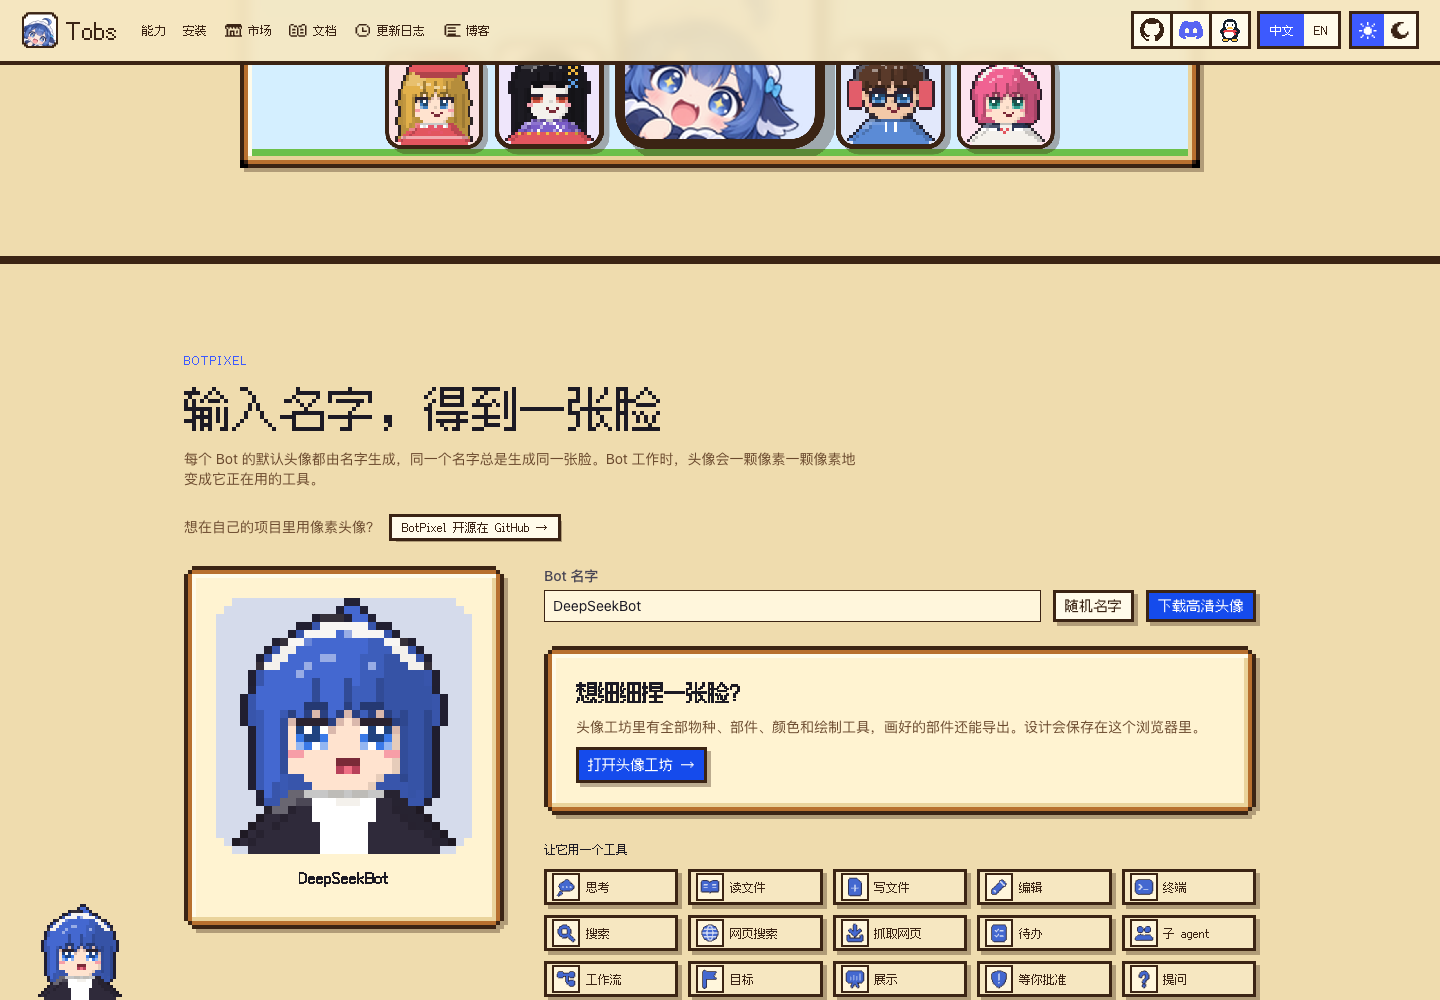 Tobs 能力 安装 市场 文档 更新日志 博客 中文 EN
BOTPIXEL
输入名字，得到一张脸
每个 Bot 的默认头像都由名字生成，同一个名字总是生成同一张脸。Bot 工作时，头像会一颗像素一颗像素地
变成它正在用的工具。
想在自己的项目里用像素头像？ BotPixel 开源在 GitHub →
Bot 名字
DeepSeekBot 随机名字 下载高清头像
想细细捏一张脸?
头像工坊里有全部物种、部件、颜色和绘制工具，画好的部件还能导出。设计会保存在这个浏览器里。
打开头像工坊 →
DeepSeekBot
让它用一个工具
思考 读文件 写文件 编辑 终端
搜索 网页搜索 抓取网页 待办 子 agent
工作流 目标 展示 等你批准 提问